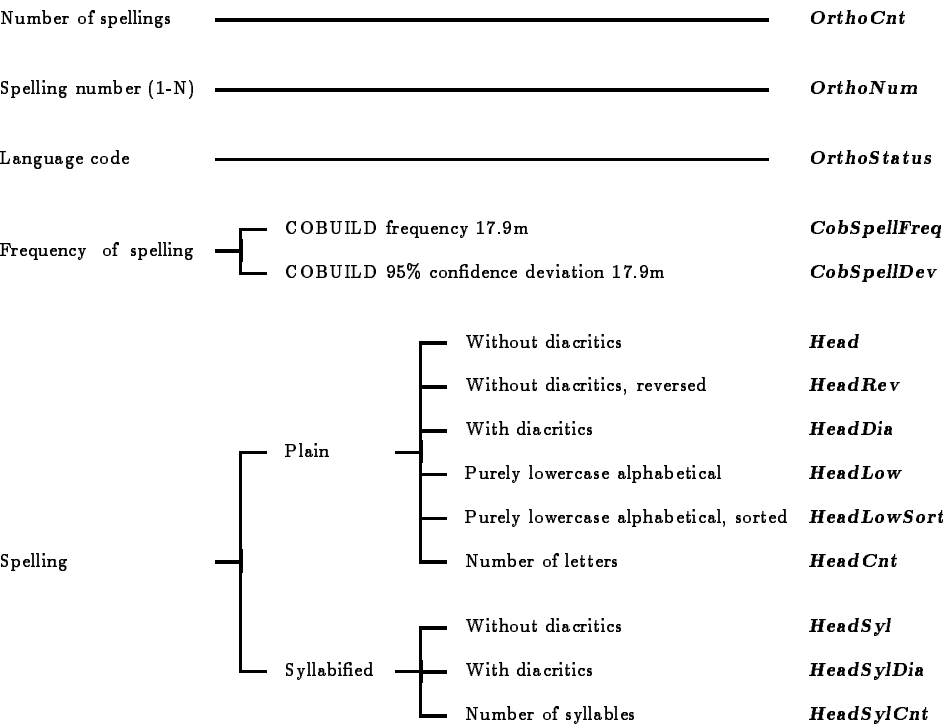 Number of spellings OrthoCnt
Spelling number (1-N) OrthoNum
Language code OrthoStatus
COBUILD frequency 17.9m CobSpellFreq
Frequency of spelling
COBUILD 95% confidence deviation 17.9m CobSpellDev
Without diacritics Head
Without diacritics, reversed HeadRev
With diacritics HeadDia
Plain
Purely lowercase alphabetical HeadLow
Purely lowercase alphabetical, sorted HeadLowSort
Spelling Number of letters HeadCnt
Without diacritics HeadSyl
Syllabified With diacritics HeadSylDia
Number of syllables HeadSylCnt